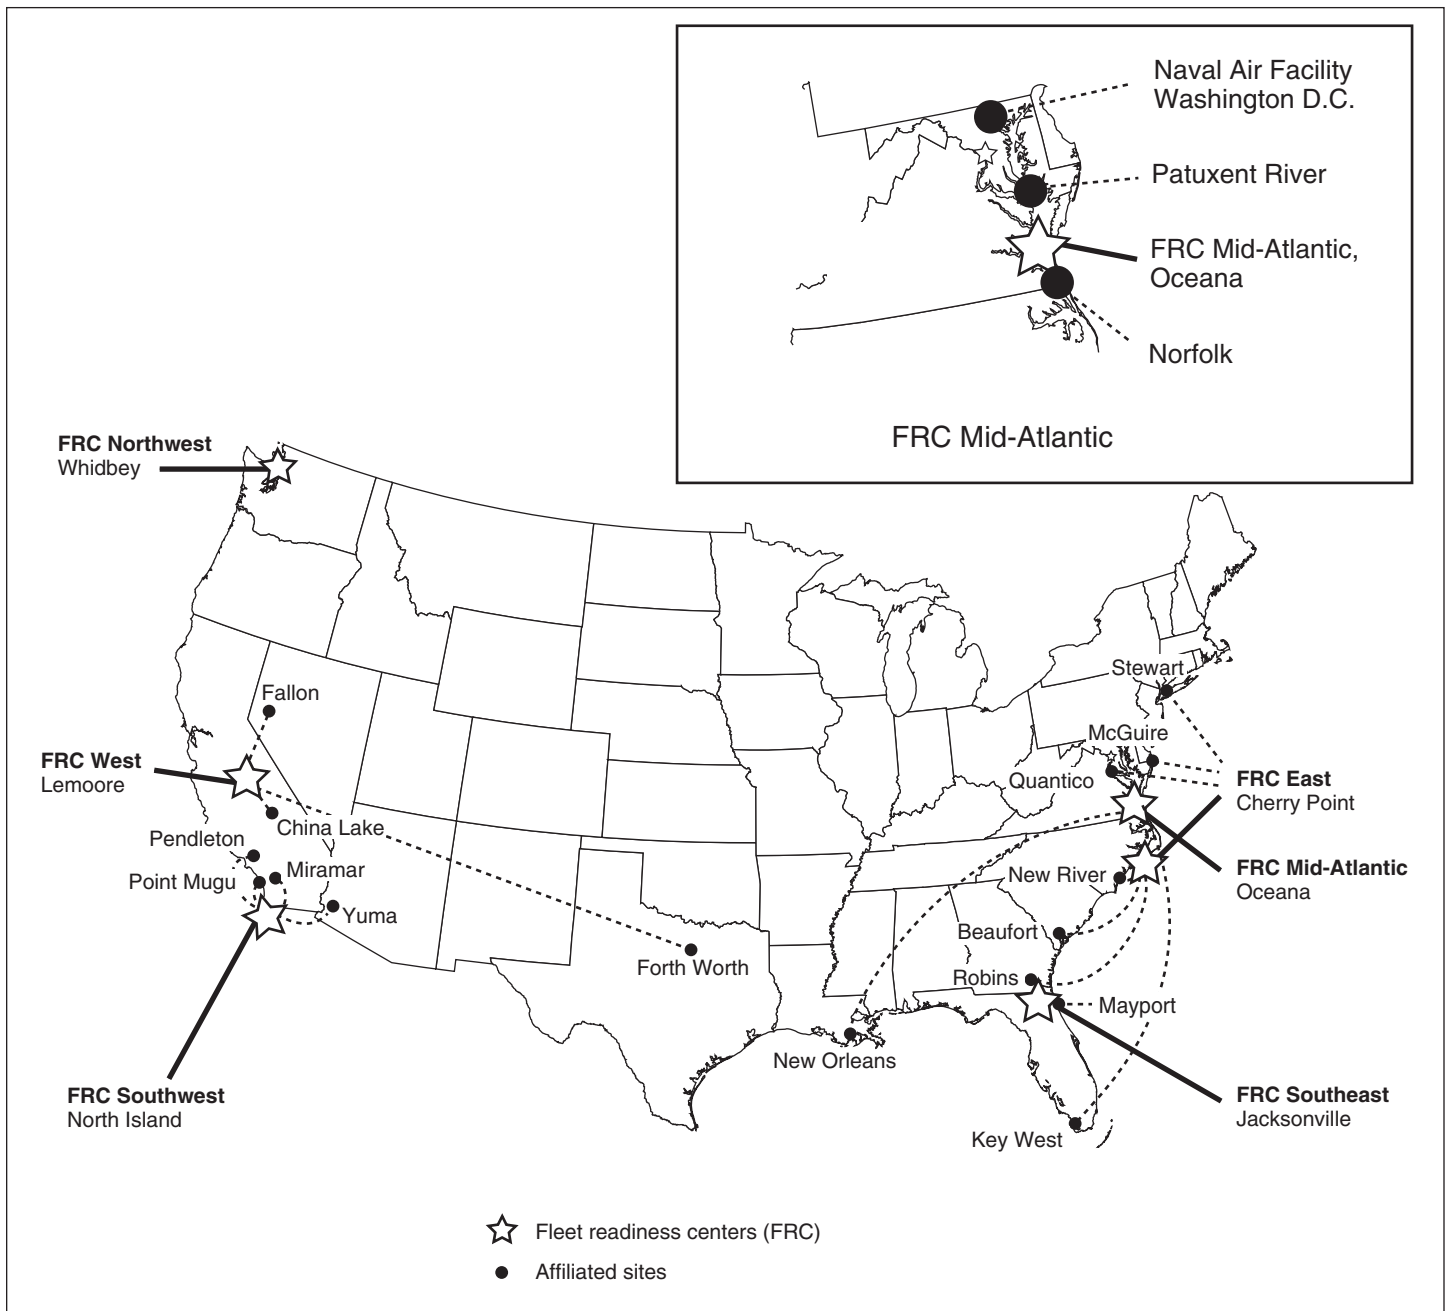 Naval Air Facility
Washington D.C.
Patuxent River
FRC Mid-Atlantic,
Oceana
Norfolk
FRC Mid-Atlantic
FRC Northwest
Whidbey
Stewart
Fallon
McGuire
FRC West
Lemoore
Quantico
FRC East
Cherry Point
China Lake
Pendleton
Miramar
Point Mugu
New River
FRC Mid-Atlantic
Oceana
Yuma
Beaufort
Forth Worth
Robins
Mayport
New Orleans
FRC Southwest
North Island
FRC Southeast
Jacksonville
Key West
Fleet readiness centers (FRC)
Affiliated sites